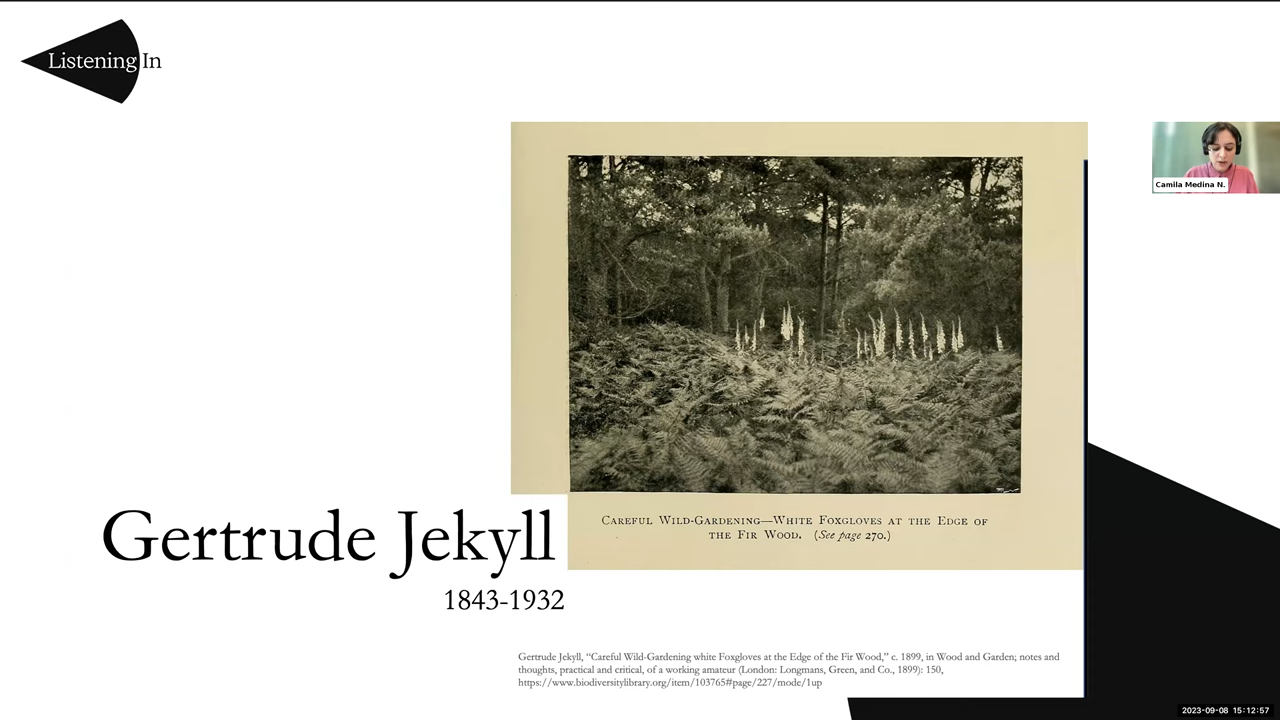 Listening In
Camila Medina N.
Careful Wild-Gardening—White Foxgloves at the Edge of
the Fir Wood. (See page 270.)
Gertrude Jekyll
1843-1932
Gertrude Jekyll, “Careful Wild-Gardening white Foxgloves at the Edge of the Fir Wood,” c. 1899, in Wood and Garden; notes and
thoughts, practical and critical, of a working amateur (London: Longmans, Green, and Co., 1899): 150,
https://www.biodiversitylibrary.org/item/103765#page/227/mode/1up
2023-09-08 15:12:57